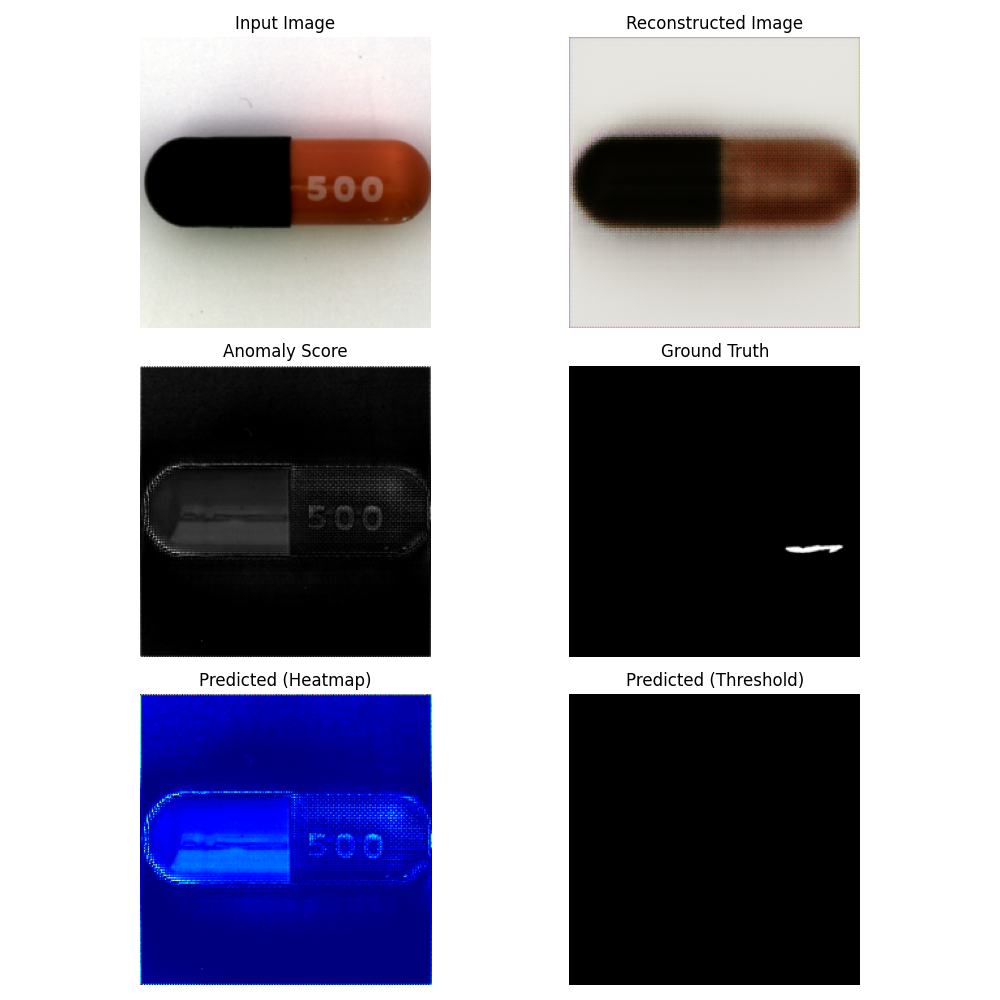 Input Image
Reconstructed Image
500
Anomaly Score
Ground Truth
500
Predicted (Heatmap)
Predicted (Threshold)
500